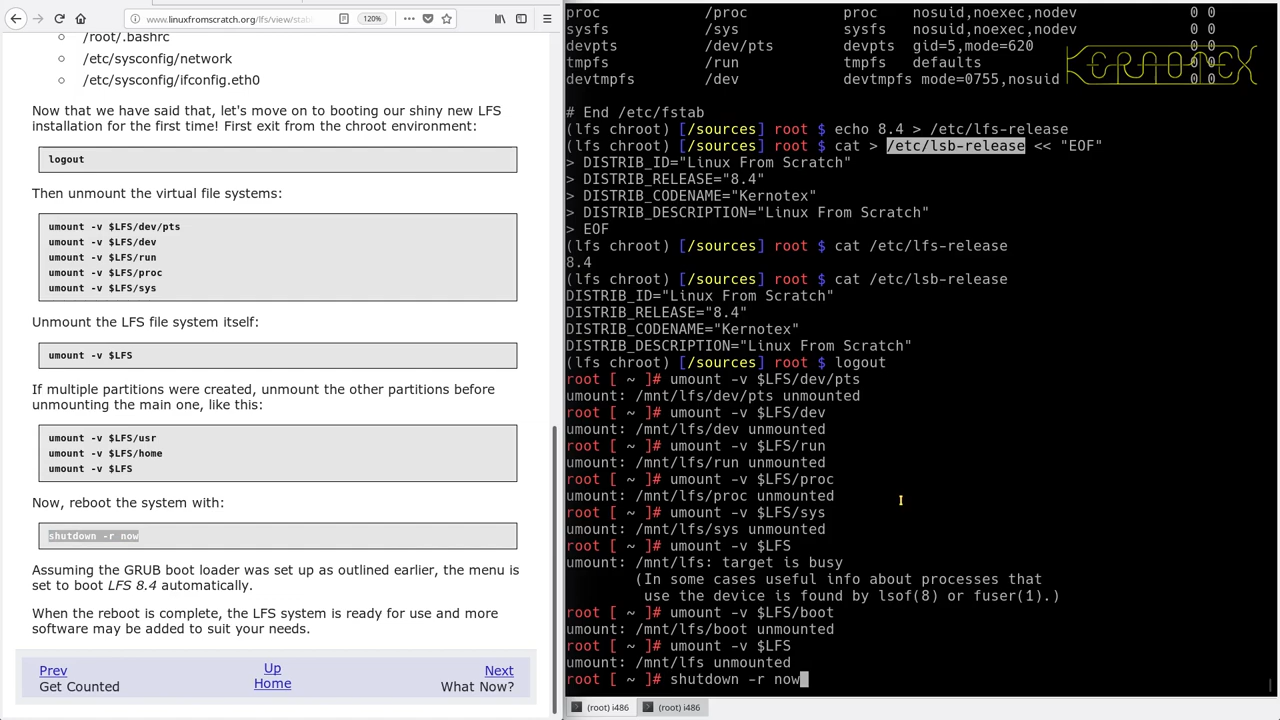 www.linuxfromscratch.org/lfs/view/stab
120%
/root/.bashrc
/etc/sysconfig/network
/etc/sysconfig/ifconfig.eth0
Now that we have said that, let's move on to booting our shiny new LFS
installation for the first time! First exit from the chroot environment:
logout
Then unmount the virtual file systems:
umount -v $LFS/dev/pts
umount -v $LFS/dev
umount -v $LFS/run
umount -v $LFS/proc
umount -v $LFS/sys
Unmount the LFS file system itself:
umount -v $LFS
If multiple partitions were created, unmount the other partitions before
unmounting the main one, like this:
umount -v $LFS/usr
umount -v $LFS/home
umount -v $LFS
Now, reboot the system with:
shutdown -r now
Assuming the GRUB boot loader was set up as outlined earlier, the menu is
set to boot LFS 8.4 automatically.
When the reboot is complete, the LFS system is ready for use and more
software may be added to suit your needs.
Prev Up Next
Get Counted Home What Now?
proc /proc proc nosuid,noexec,nodev 0 0
sysfs /sys sysfs nosuid,noexec,nodev 0 0
devpts /dev/pts devpts gid=5,mode=620 0 0
tmpfs /run tmpfs defaults 0 0
devtmpfs /dev devtmpfs mode=0755,nosuid 0 0
KERNOTEX
# End /etc/fstab
(lfs chroot) [/sources] root $ echo 8.4 > /etc/lfs-release
(lfs chroot) [/sources] root $ cat > /etc/lsb-release << "EOF"
> DISTRIB_ID="Linux From Scratch"
> DISTRIB_RELEASE="8.4"
> DISTRIB_CODENAME="Kernotex"
> DISTRIB_DESCRIPTION="Linux From Scratch"
> EOF
(lfs chroot) [/sources] root $ cat /etc/lfs-release
8.4
(lfs chroot) [/sources] root $ cat /etc/lsb-release
DISTRIB_ID="Linux From Scratch"
DISTRIB_RELEASE="8.4"
DISTRIB_CODENAME="Kernotex"
DISTRIB_DESCRIPTION="Linux From Scratch"
(lfs chroot) [/sources] root $ logout
root [ ~ ]# umount -v $LFS/dev/pts
umount: /mnt/lfs/dev/pts unmounted
root [ ~ ]# umount -v $LFS/dev
umount: /mnt/lfs/dev unmounted
root [ ~ ]# umount -v $LFS/run
umount: /mnt/lfs/run unmounted
root [ ~ ]# umount -v $LFS/proc
umount: /mnt/lfs/proc unmounted
root [ ~ ]# umount -v $LFS/sys
umount: /mnt/lfs/sys unmounted
root [ ~ ]# umount -v $LFS
umount: /mnt/lfs: target is busy
(In some cases useful info about processes that
use the device is found by lsof(8) or fuser(1).)
root [ ~ ]# umount -v $LFS/boot
umount: /mnt/lfs/boot unmounted
root [ ~ ]# umount -v $LFS
umount: /mnt/lfs unmounted
root [ ~ ]# shutdown -r now
(root) i486 (root) i486